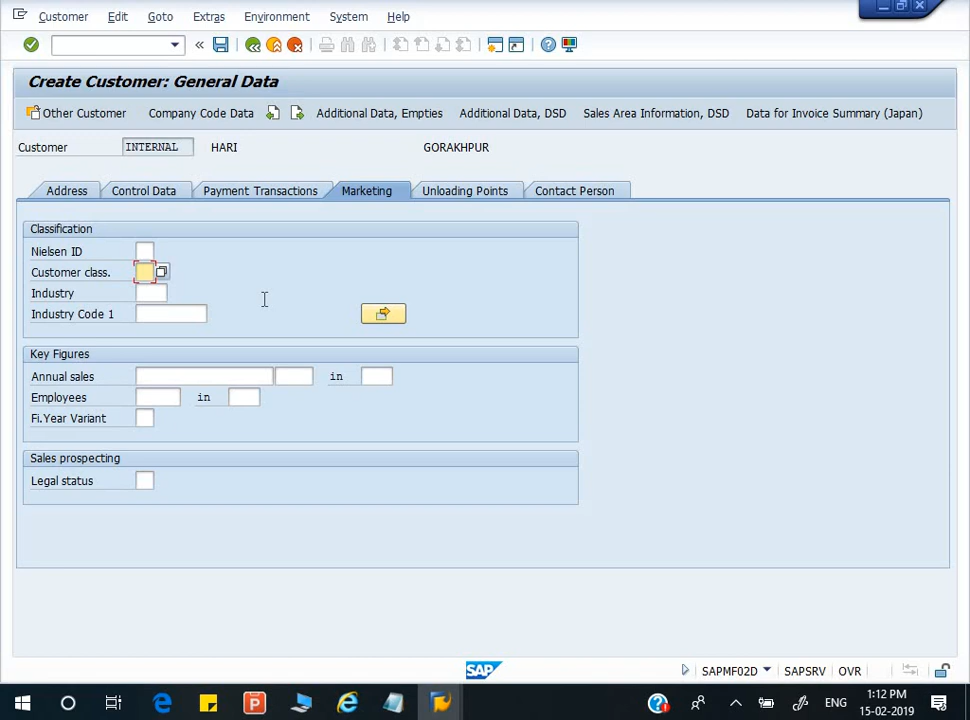 Customer Edit Goto Extras Environment System Help
Create Customer: General Data
Other Customer Company Code Data Additional Data, Empties Additional Data, DSD Sales Area Information, DSD Data for Invoice Summary (Japan)
Customer INTERNAL HARI GORAKHPUR
Address Control Data Payment Transactions Marketing Unloading Points Contact Person
Classification
Nielsen ID
Customer class.
Industry
Industry Code 1
Key Figures
Annual sales in
Employees in
Fi.Year Variant
Sales prospecting
Legal status
SAP SAPMF02D SAPSRV OVR
ENG 1:12 PM
15-02-2019